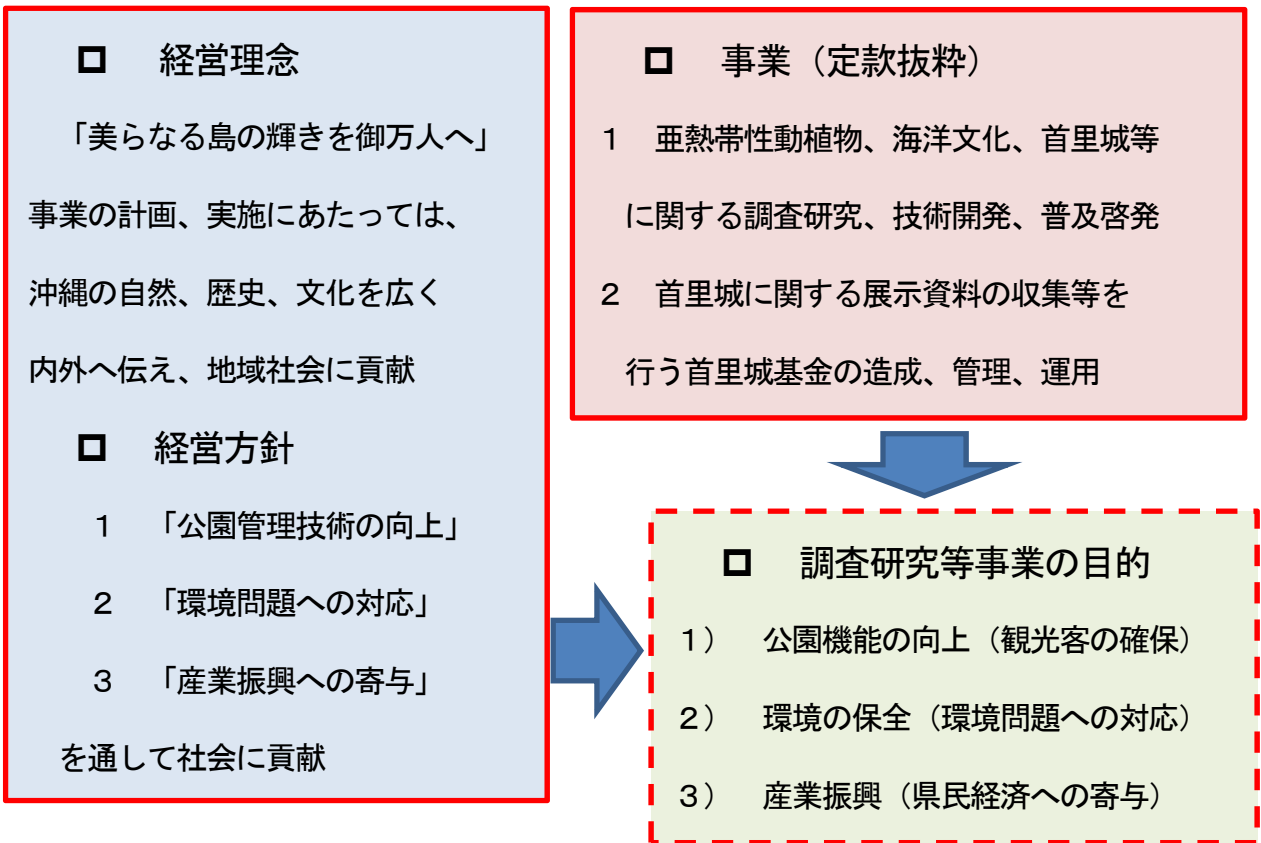 □ 経営理念
「美らなる島の輝きを御万人へ」
事業の計画、実施にあたっては、
沖縄の自然、歴史、文化を広く
内外へ伝え、地域社会に貢献
□ 経営方針
１ 「公園管理技術の向上」
２ 「環境問題への対応」
３ 「産業振興への寄与」
を通して社会に貢献
□ 事業（定款抜粋）
１ 亜熱帯性動植物、海洋文化、首里城等
に関する調査研究、技術開発、普及啓発
２ 首里城に関する展示資料の収集等を
行う首里城基金の造成、管理、運用
□ 調査研究等事業の目的
１） 公園機能の向上（観光客の確保）
２） 環境の保全（環境問題への対応）
３） 産業振興（県民経済への寄与）